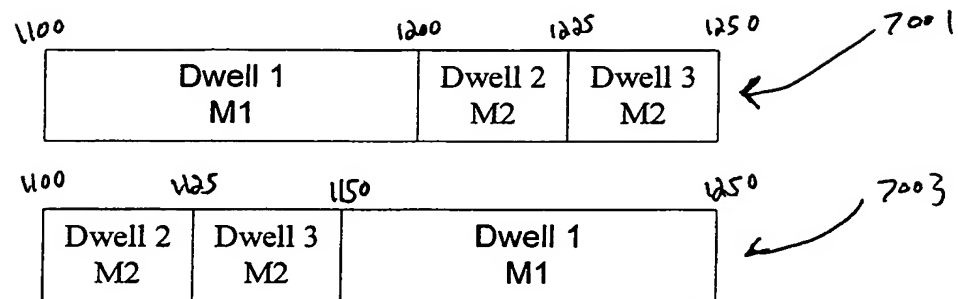 1100 1200 1225 1250 7001
Dwell 1 Dwell 2 Dwell 3
M1 M2 M2
1100 1125 1150 1250 7003
Dwell 2 Dwell 3 Dwell 1
M2 M2 M1